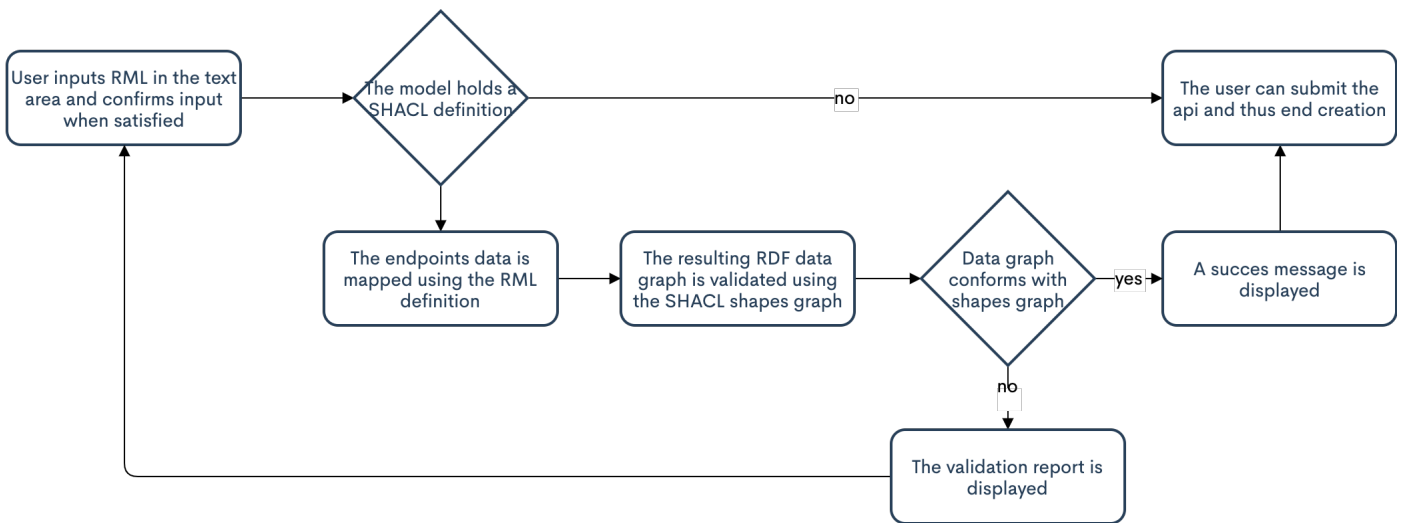 User inputs RML in the text
area and confirms input
when satisfied
The model holds a
SHACL definition
no
The user can submit the
api and thus end creation
The endpoints data is
mapped using the RML
definition
The resulting RDF data
graph is validated using
the SHACL shapes graph
Data graph
conforms with
shapes graph
yes
A succes message is
displayed
no
The validation report is
displayed